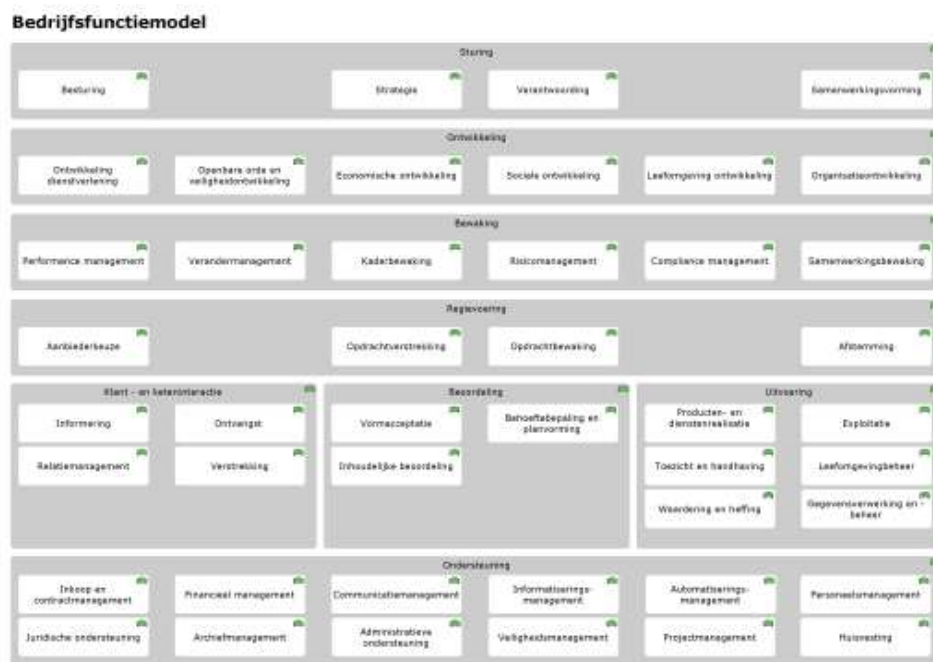 Bedrijfsfunctiemodel
Sturing
Besturing
Strategie
Verantwoording
Samenwerkingsvorming
Ontwikkeling
Ontwikkeling
dienstverlening
Openbare orde en
veiligheidontwikkeling
Economische ontwikkeling
Sociale ontwikkeling
Leefomgeving ontwikkeling
Organisatieontwikkeling
Bewaking
Performance management
Verandermanagement
Kaderbewaking
Risicomanagement
Compliance management
Samenwerkingsbewaking
Regievoering
Aanbiederkeuze
Opdrachtverstrekking
Opdrachtbewaking
Afstemming
Klant - en keteninteractie
Informering
Ontvangst
Relatiemanagement
Verstrekking
Beoordeling
Vormacceptatie
Behoeftebepaling en
planvorming
Inhoudelijke beoordeling
Uitvoering
Producten- en
dienstenrealisatie
Exploitatie
Toezicht en handhaving
Leefomgevingbeheer
Waardering en heffing
Gegevensverwerking en -
beheer
Ondersteuning
Inkoop en
contractmanagement
Financieel management
Communicatiemanagement
Informatiserings-
management
Automatiserings-
management
Personeelsmanagement
Juridische ondersteuning
Archiefmanagement
Administratieve
ondersteuning
Veiligheidsmanagement
Projectmanagement
Huisvesting